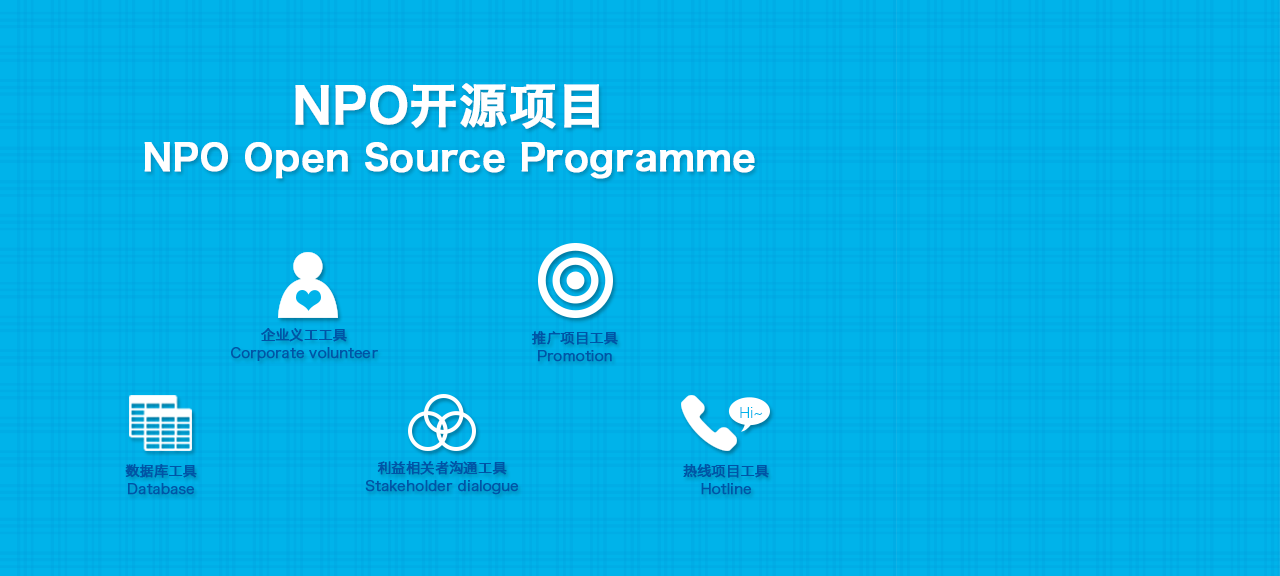 NPO开源项目
NPO Open Source Programme
企业义工工具
Corporate volunteer
推广项目工具
Promotion
数据库工具
Database
利益相关者沟通工具
Stakeholder dialogue
Hi~
热线项目工具
Hotline